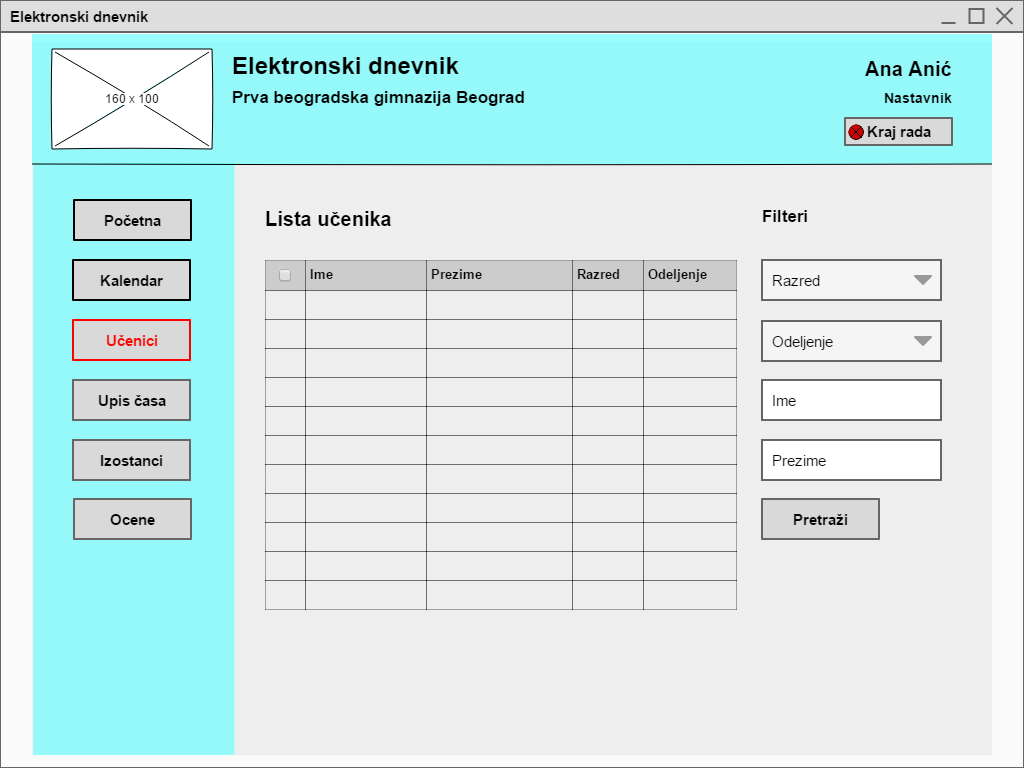 Elektronski dnevnik
160 x 100
Elektronski dnevnik
Prva beogradska gimnazija Beograd
Ana Anić
Nastavnik
Kraj rada
Početna
Kalendar
Učenici
Upis časa
Izostanci
Ocene
Lista učenika
Ime Prezime Razred Odeljenje
Filteri
Razred
Odeljenje
Ime
Prezime
Pretraži